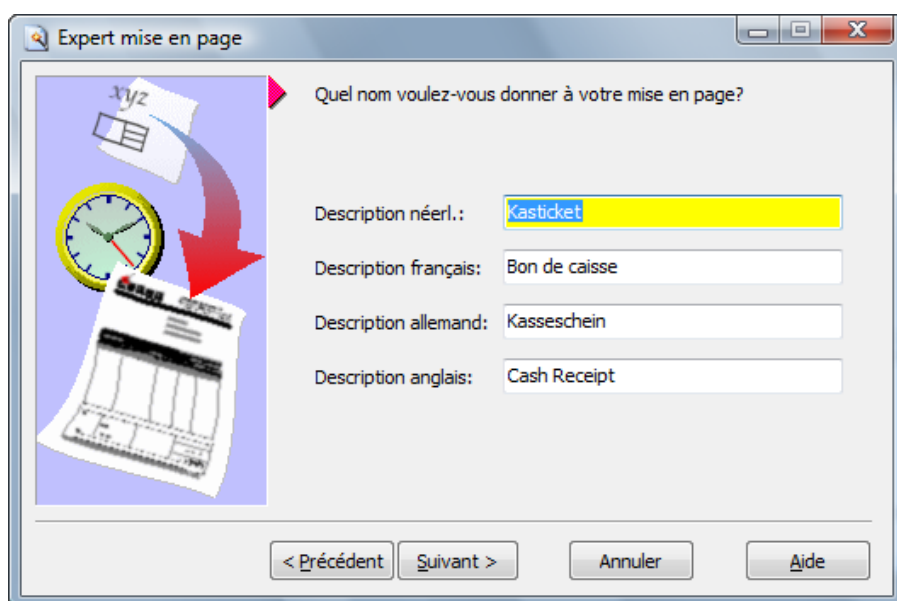 Expert mise en page
xyz
Quel nom voulez-vous donner à votre mise en page?
Description néerl.: Kasticket
Description français: Bon de caisse
Description allemand: Kasseschein
Description anglais: Cash Receipt
< Précédent Suivant > Annuler Aide